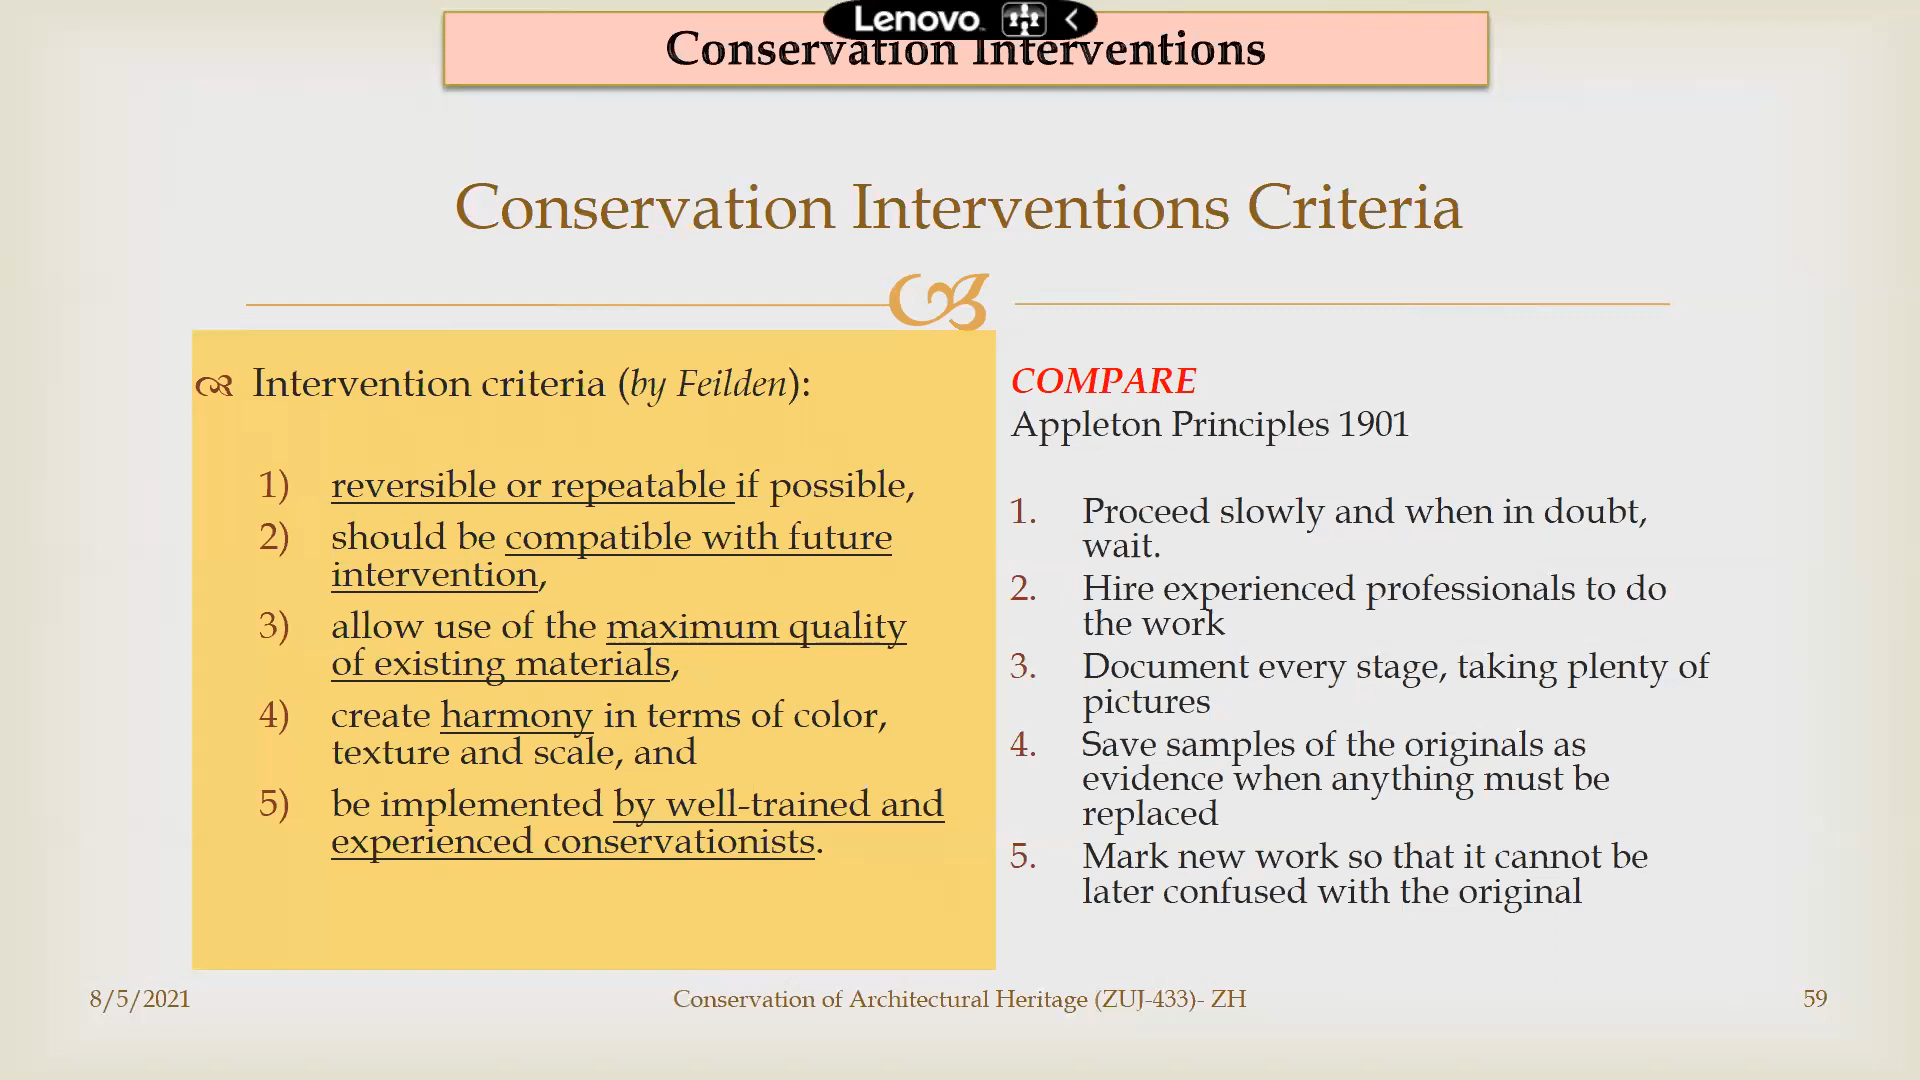 Lenovo
Conservation Interventions
Conservation Interventions Criteria
Intervention criteria (by Feilden):
1) reversible or repeatable if possible,
2) should be compatible with future
intervention,
3) allow use of the maximum quality
of existing materials,
4) create harmony in terms of color,
texture and scale, and
5) be implemented by well-trained and
experienced conservationists.
COMPARE
Appleton Principles 1901
1. Proceed slowly and when in doubt,
wait.
2. Hire experienced professionals to do
the work
3. Document every stage, taking plenty of
pictures
4. Save samples of the originals as
evidence when anything must be
replaced
5. Mark new work so that it cannot be
later confused with the original
8/5/2021
Conservation of Architectural Heritage (ZUJ-433)- ZH
59